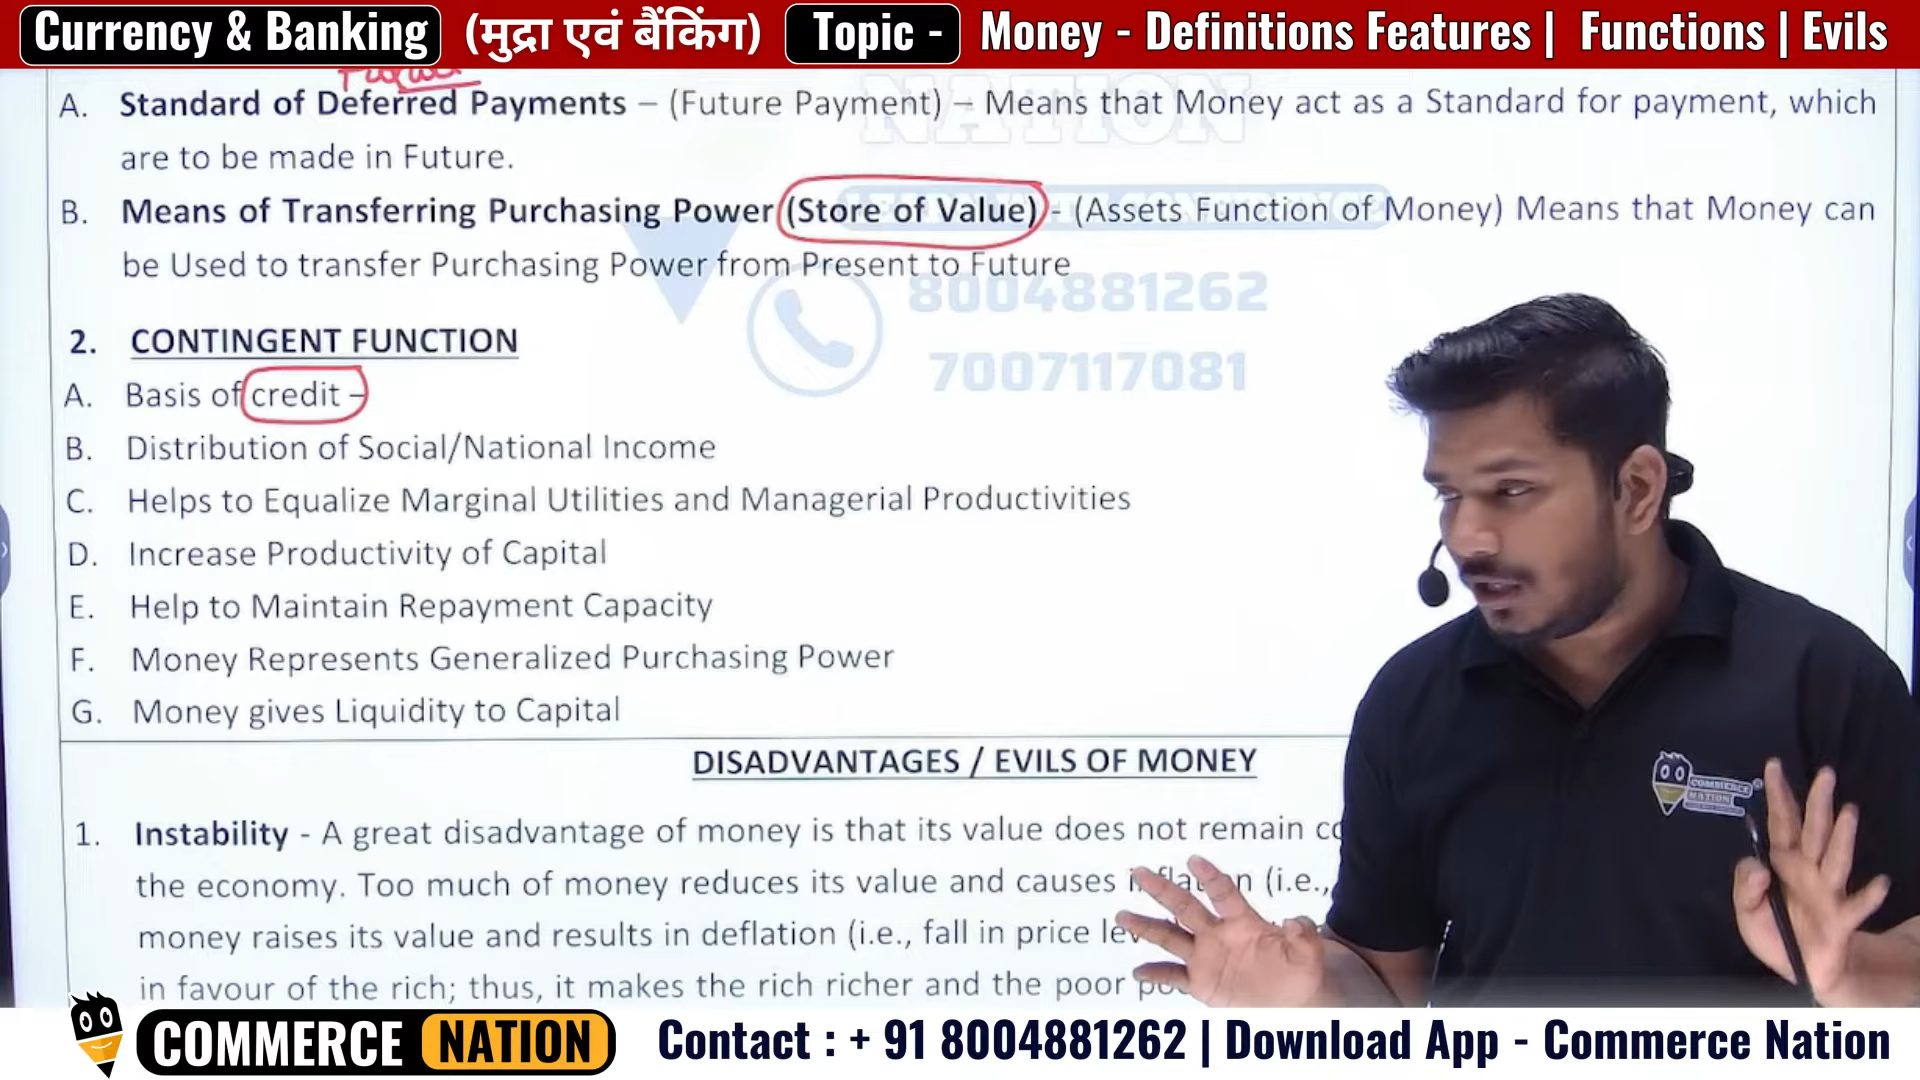 Currency & Banking (मुद्रा एवं बैंकिंग) Topic - Money - Definitions Features | Functions | Evils
NATION
A. Standard of Deferred Payments – (Future Payment) – Means that Money act as a Standard for payment, which
are to be made in Future.
B. Means of Transferring Purchasing Power (Store of Value) - (Assets Function of Money) Means that Money can
be Used to transfer Purchasing Power from Present to Future
8004881262
7007117081
2. CONTINGENT FUNCTION
A. Basis of credit –
B. Distribution of Social/National Income
C. Helps to Equalize Marginal Utilities and Managerial Productivities
D. Increase Productivity of Capital
E. Help to Maintain Repayment Capacity
F. Money Represents Generalized Purchasing Power
G. Money gives Liquidity to Capital
DISADVANTAGES / EVILS OF MONEY
1. Instability - A great disadvantage of money is that its value does not remain
the economy. Too much of money reduces its value and causes inflation (i.e.,
money raises its value and results in deflation (i.e., fall in price
in favour of the rich; thus, it makes the rich richer and the poor
COMMERCE NATION
COMMERCE NATION Contact : + 91 8004881262 | Download App - Commerce Nation